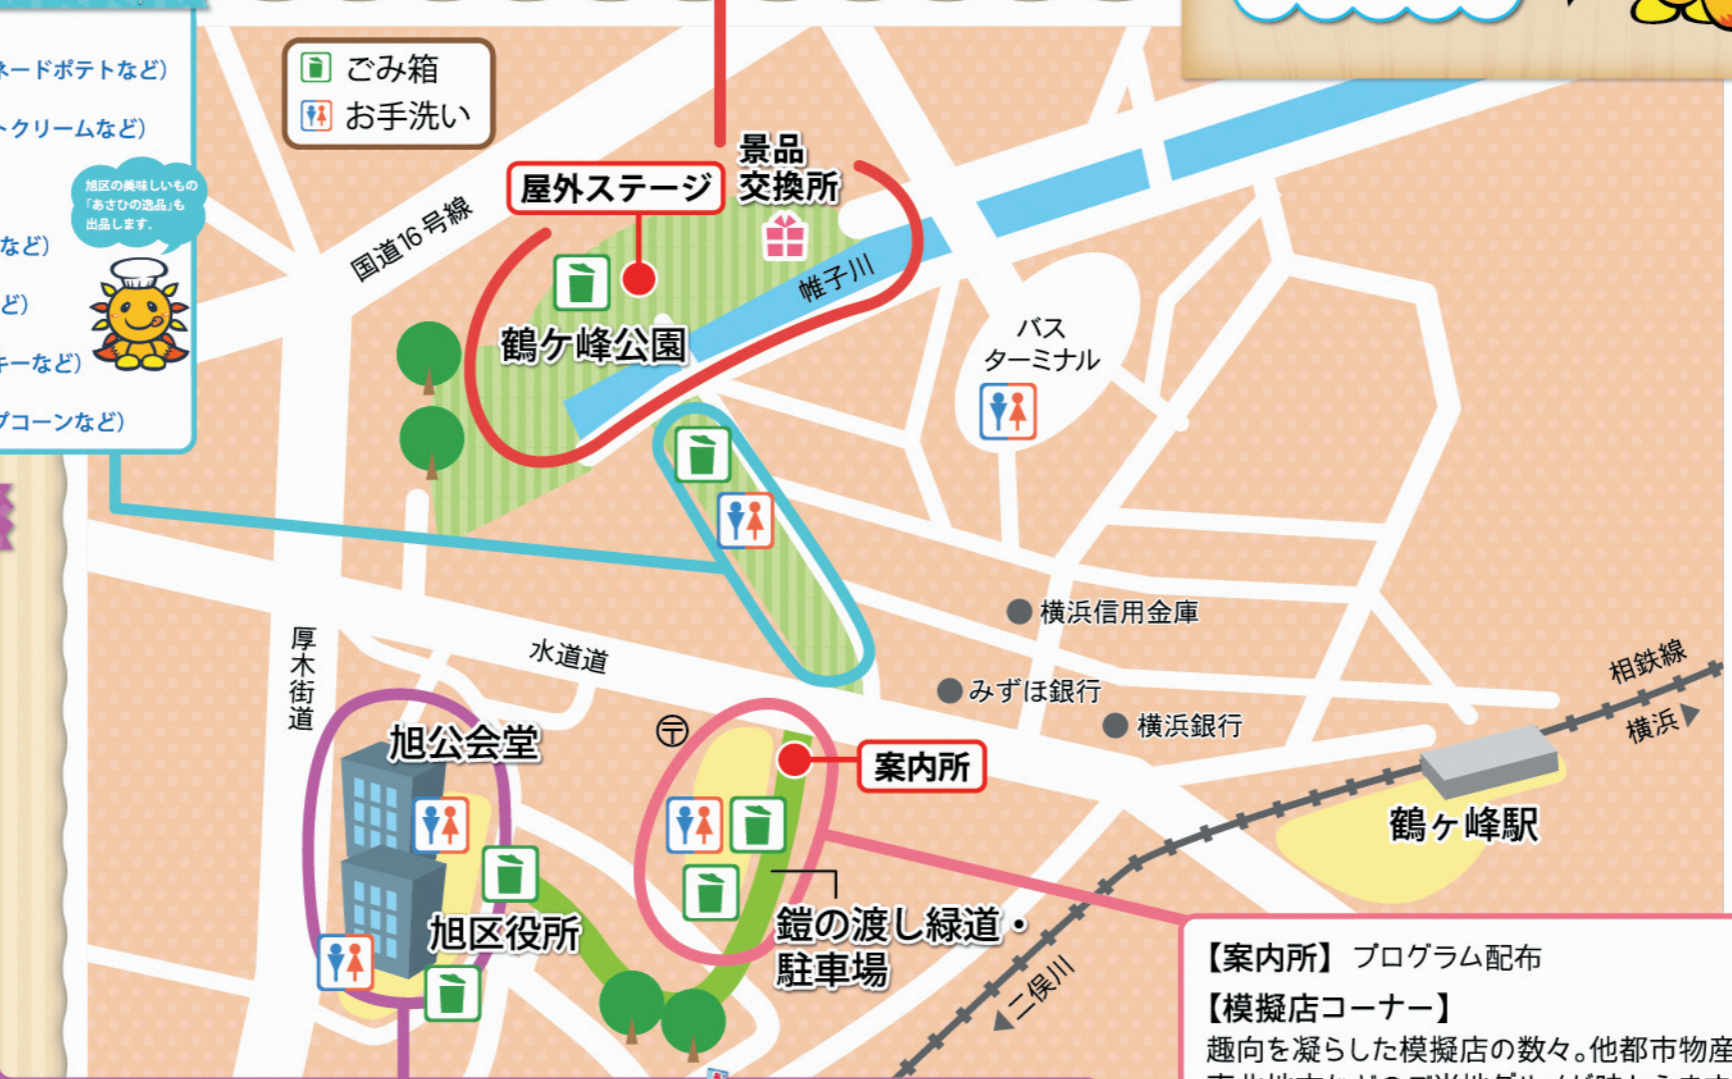 ネードポテトなど）
トクリームなど）
旭区の美味しいもの
「あさひの逸品」も
出品します。
など）
ど）
キーなど）
プコーンなど）
ごみ箱
お手洗い
国道16号線
屋外ステージ
景品
交換所
鶴ケ峰公園
帷子川
バス
ターミナル
厚木街道
水道道
横浜信用金庫
みずほ銀行
横浜銀行
相鉄線
横浜
鶴ヶ峰駅
旭公会堂
〒
案内所
旭区役所
鎧の渡し緑道・
駐車場
二俣川
【案内所】プログラム配布
【模擬店コーナー】
趣向を凝らした模擬店の数々。他都市物産